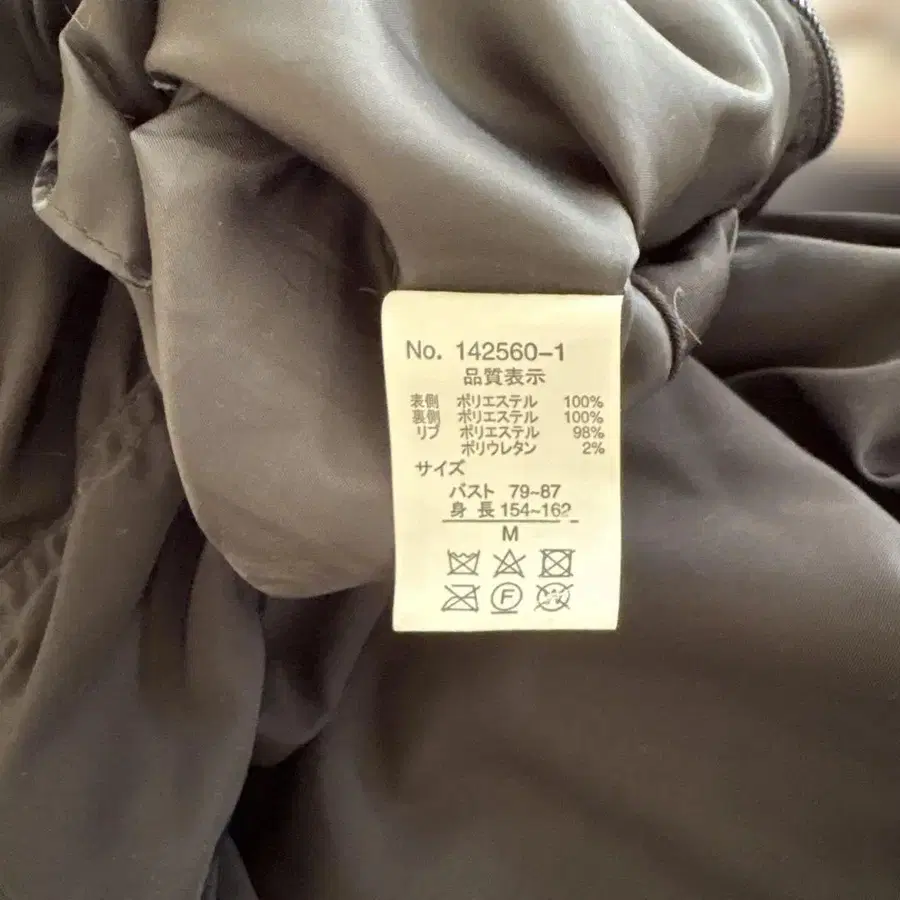 No. 142560-1
品質表示
表側 ポリエステル 100%
裏側 ポリエステル 100%
リブ ポリエステル 98%
ポリウレタン 2%
サイズ
バスト 79~87
身長 154~162
M
F
W